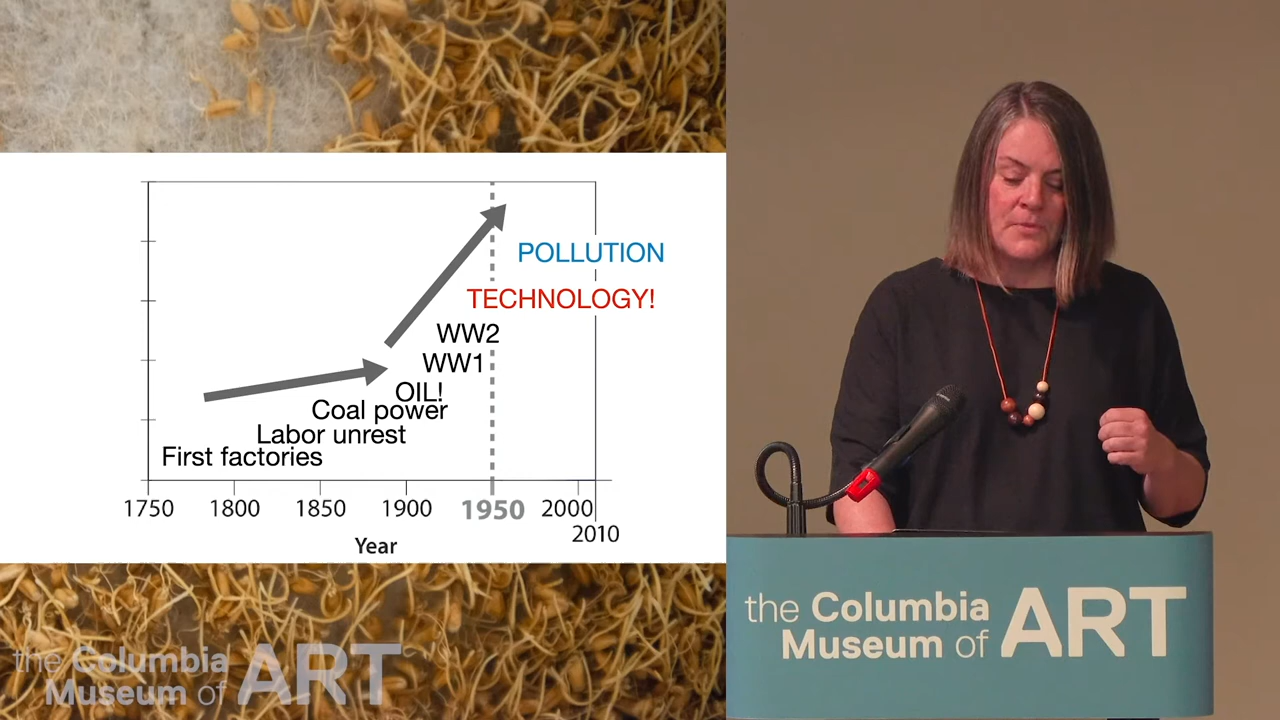 POLLUTION
TECHNOLOGY!
WW2
WW1
OIL!
Coal power
Labor unrest
First factories
1750 1800 1850 1900 1950 2000
2010
Year
the Columbia
Museum of ART
the Columbia
Museum of ART